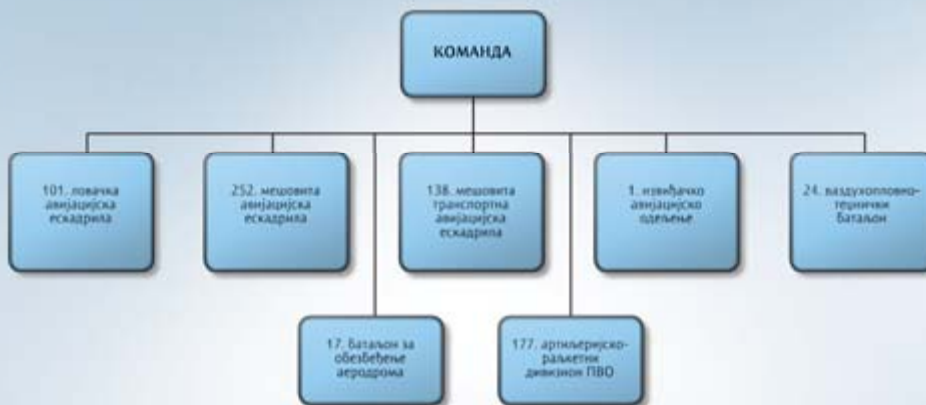 КОМАНДА
101. ловачка
авијацијска
ескадрила
252. мешовита
авијацијска
ескадрила
138. мешовита
транспортна
авијацијска
ескадрила
1. извиђачко
авијацијско
одељење
24. ваздухопловно-
технички
батаљон
17. батаљон за
обезбеђење
аеродрома
177. артиљеријско-
ракетни
дивизион ПВО